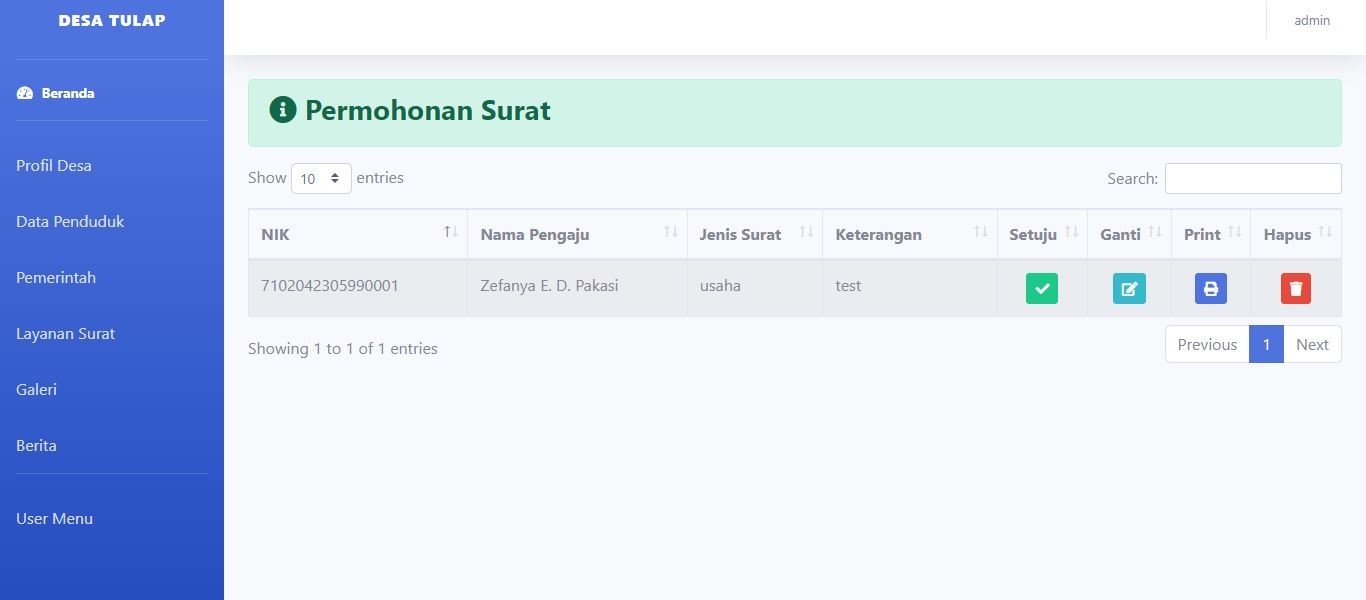 DESA TULAP
admin
Beranda
Profil Desa
Data Penduduk
Pemerintah
Layanan Surat
Galeri
Berita
User Menu
Permohonan Surat
Show 10 entries
Search:
NIK Nama Pengaju Jenis Surat Keterangan Setuju Ganti Print Hapus
7102042305990001 Zefanya E. D. Pakasi usaha test
Showing 1 to 1 of 1 entries
Previous 1 Next